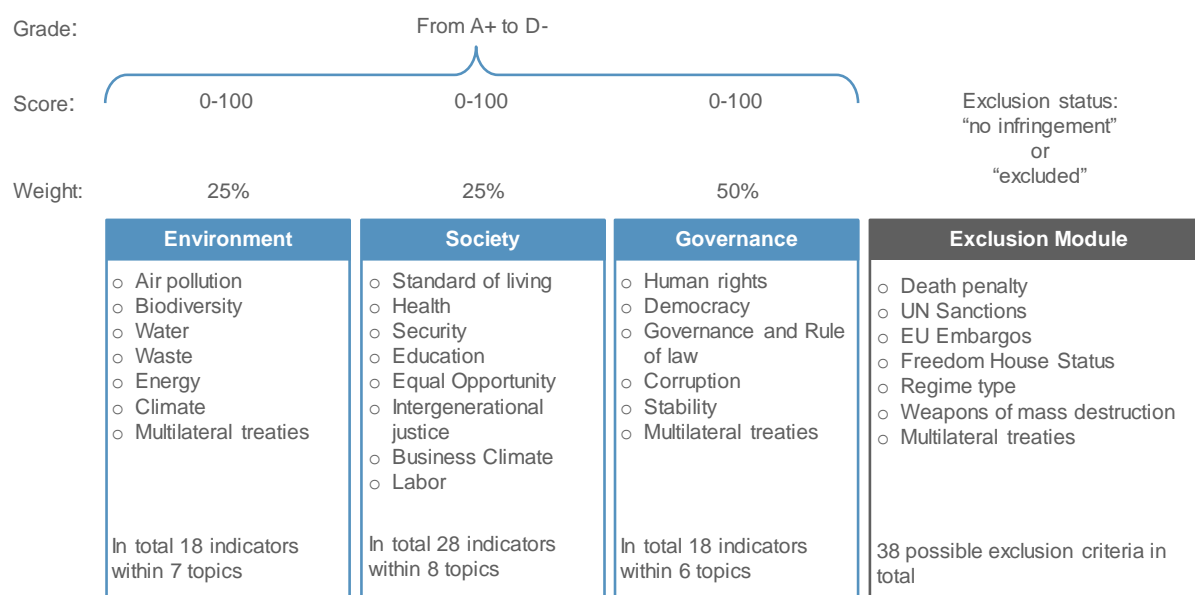 Grade:
From A+ to D-
Score:
0-100
0-100
0-100
Exclusion status:
“no infringement”
or
“excluded”
Weight:
25%
25%
50%
Environment
○ Air pollution
○ Biodiversity
○ Water
○ Waste
○ Energy
○ Climate
○ Multilateral treaties
In total 18 indicators
within 7 topics
Society
○ Standard of living
○ Health
○ Security
○ Education
○ Equal Opportunity
○ Intergenerational
justice
○ Business Climate
○ Labor
In total 28 indicators
within 8 topics
Governance
○ Human rights
○ Democracy
○ Governance and Rule
of law
○ Corruption
○ Stability
○ Multilateral treaties
In total 18 indicators
within 6 topics
Exclusion Module
○ Death penalty
○ UN Sanctions
○ EU Embargos
○ Freedom House Status
○ Regime type
○ Weapons of mass destruction
○ Multilateral treaties
38 possible exclusion criteria in
total